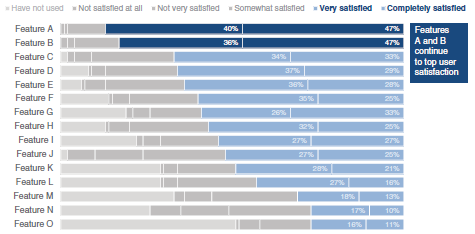 Have not used Not satisfied at all Not very satisfied Somewhat satisfied Very satisfied Completely satisfied
Feature A 40% 47%
Feature B 36% 47%
Feature C 34% 33%
Feature D 37% 29%
Feature E 36% 28%
Feature F 35% 25%
Feature G 26% 33%
Feature H 32% 25%
Feature I 27% 27%
Feature J 27% 26%
Feature K 28% 21%
Feature L 27% 16%
Feature M 18% 13%
Feature N 17% 10%
Feature O 16% 11%
Features
A and B
continue
to top user
satisfaction